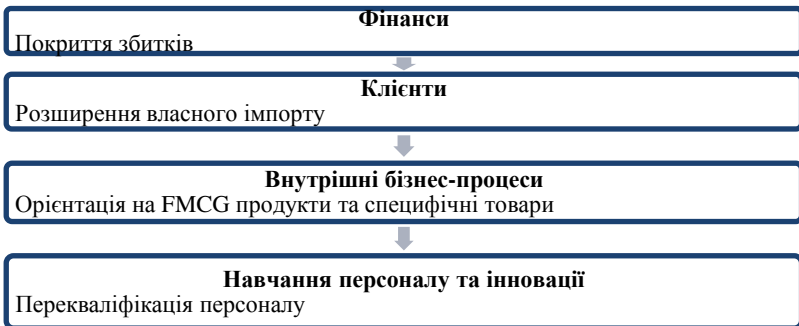 Фінанси
Покриття збитків
Клієнти
Розширення власного імпорту
Внутрішні бізнес-процеси
Орієнтація на FMCG продукти та специфічні товари
Навчання персоналу та інновації
Перекваліфікація персоналу